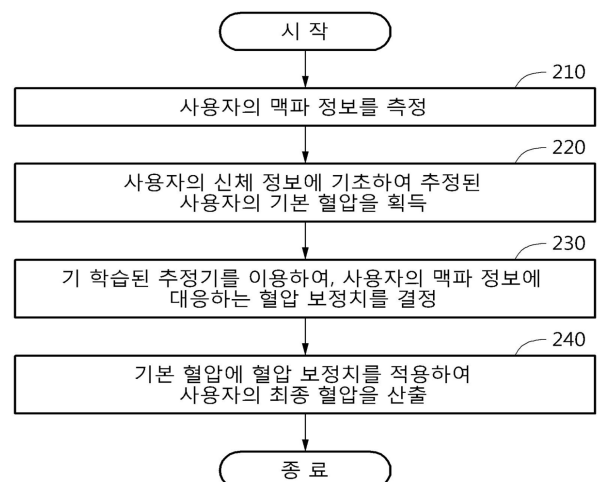 시 작
210
사용자의 맥파 정보를 측정
220
사용자의 신체 정보에 기초하여 추정된
사용자의 기본 혈압을 획득
230
기 학습된 추정기를 이용하여, 사용자의 맥파 정보에
대응하는 혈압 보정치를 결정
240
기본 혈압에 혈압 보정치를 적용하여
사용자의 최종 혈압을 산출
종 료